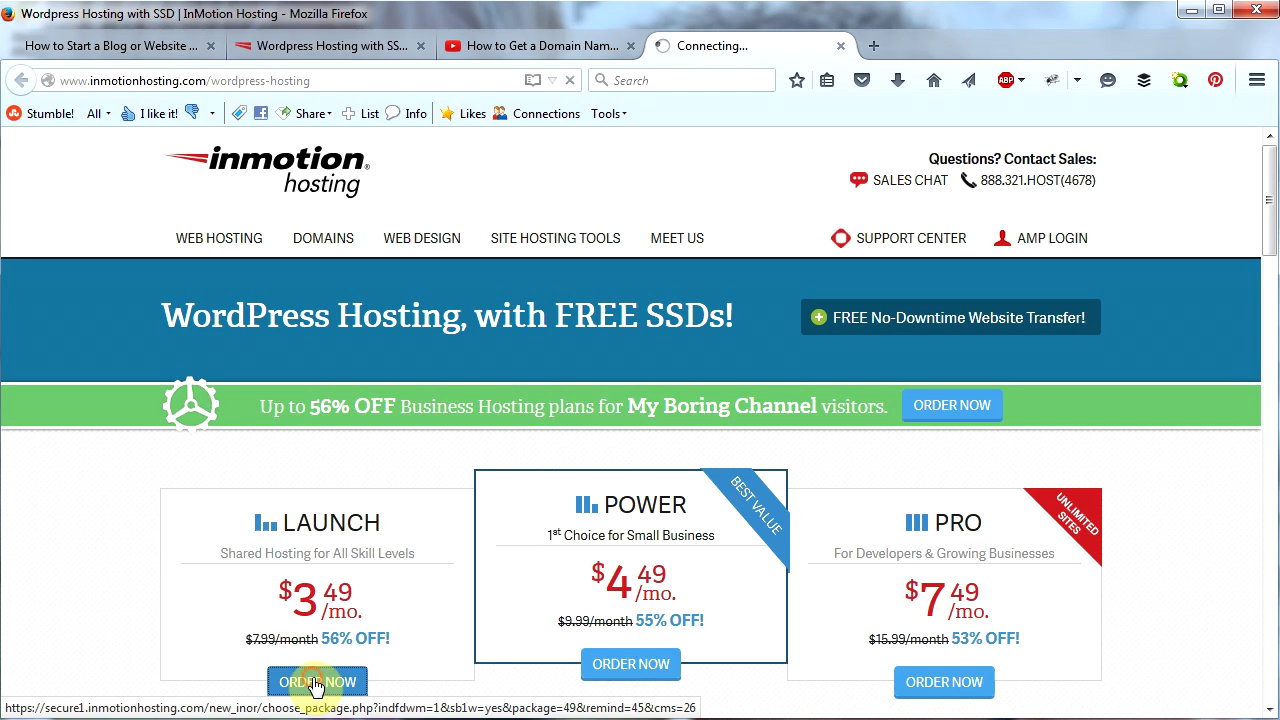 Wordpress Hosting with SSD | InMotion Hosting - Mozilla Firefox
How to Start a Blog or Website ...
Wordpress Hosting with SS...
How to Get a Domain Nam...
Connecting...
www.inmotionhosting.com/wordpress-hosting
Search
ABP
Stumble!
All
I like it!
Share
List
Info
Likes
Connections
Tools
inmotion®
hosting
Questions? Contact Sales:
SALES CHAT
888.321.HOST(4678)
WEB HOSTING
DOMAINS
WEB DESIGN
SITE HOSTING TOOLS
MEET US
SUPPORT CENTER
AMP LOGIN
WordPress Hosting, with FREE SSDs!
FREE No-Downtime Website Transfer!
Up to 56% OFF Business Hosting plans for My Boring Channel visitors.
ORDER NOW
LAUNCH
Shared Hosting for All Skill Levels
$3 49 /mo.
$7.99/month 56% OFF!
ORDER NOW
POWER
BEST VALUE
1st Choice for Small Business
$4 49 /mo.
$9.99/month 55% OFF!
ORDER NOW
PRO
UNLIMITED
SITES
For Developers & Growing Businesses
$7 49 /mo.
$15.99/month 53% OFF!
ORDER NOW
https://secure1.inmotionhosting.com/new_inor/choose_package.php?indfdwm=1&sb1w=yes&package=49&remind=45&cms=26